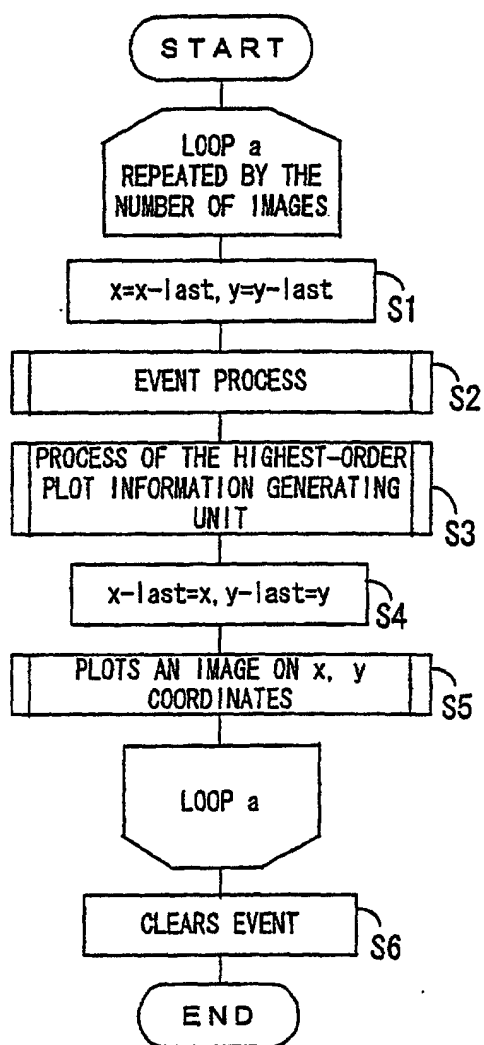 START
LOOP a
REPEATED BY THE
NUMBER OF IMAGES
x=x-last, y=y-last
S1
EVENT PROCESS
S2
PROCESS OF THE HIGHEST-ORDER
PLOT INFORMATION GENERATING
UNIT
S3
x-last=x, y-last=y
S4
PLOTS AN IMAGE ON x, y
COORDINATES
S5
LOOP a
CLEARS EVENT
S6
END